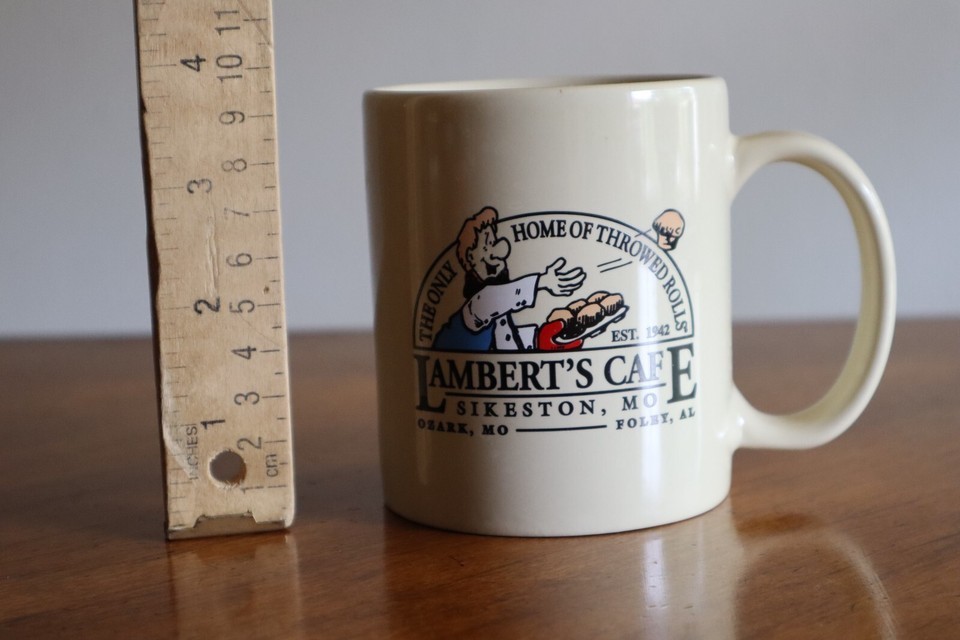 11
4
10
9
8
3
7
6
2
5
4
3
1
INCHES
2
1
cm
THE ONLY HOME OF THROWED ROLLS
EST. 1942
LAMBERT'S CAFE
SIKESTON, MO
OZARK, MO FOLEY, AL